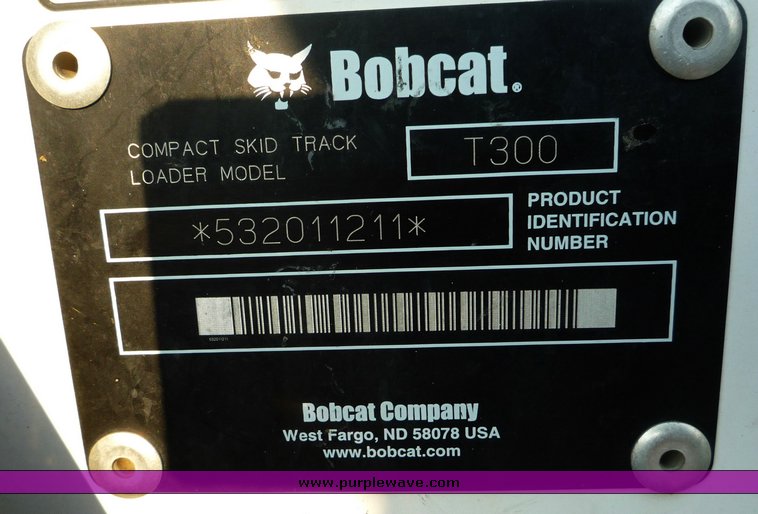 Bobcat®
COMPACT SKID TRACK
LOADER MODEL
T300
*532011211*
PRODUCT
IDENTIFICATION
NUMBER
Bobcat Company
West Fargo, ND 58078 USA
www.bobcat.com
www.purplewave.com